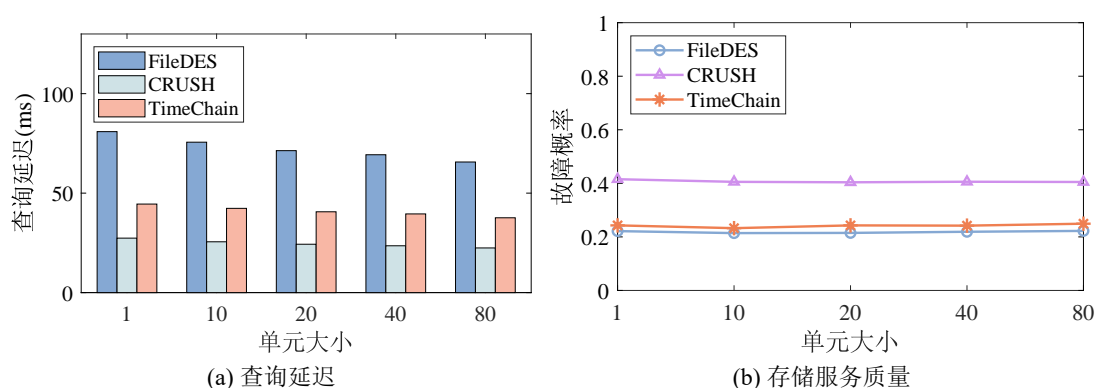 查询延迟(ms)
100
50
0
FileDES
CRUSH
TimeChain
1 10 20 40 80
单元大小
(a) 查询延迟
故障概率
1
0.8
0.6
0.4
0.2
0
FileDES
CRUSH
TimeChain
1 10 20 40 80
单元大小
(b) 存储服务质量